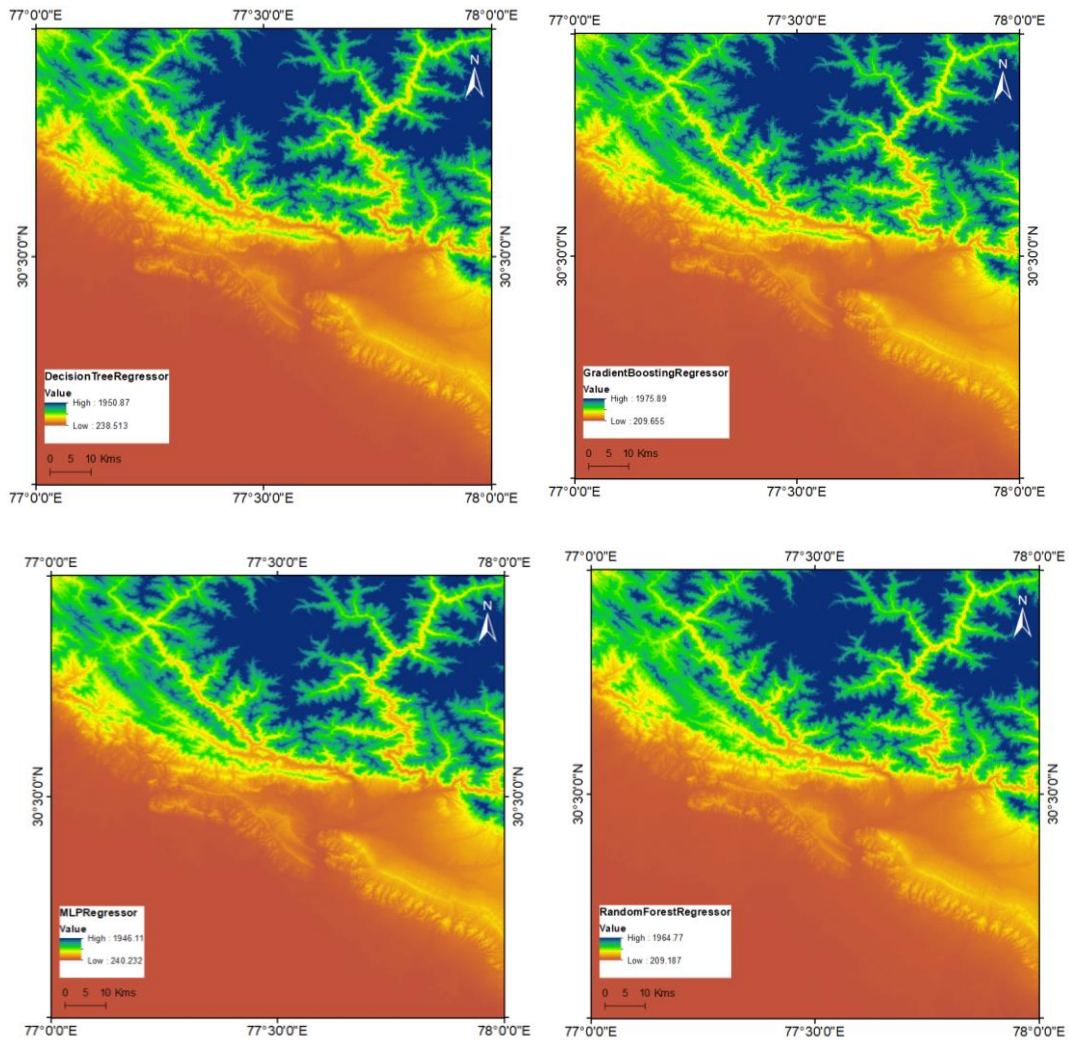 77°0'0"E 77°30'0"E 78°0'0"E
N
30°30'0"N 30°30'0"N
DecisionTreeRegressor
Value
High : 1950.87
Low : 238.513
0 5 10 Kms
77°0'0"E 77°30'0"E 78°0'0"E
77°0'0"E 77°30'0"E 78°0'0"E
N
30°30'0"N 30°30'0"N
GradientBoostingRegressor
Value
High : 1975.89
Low : 209.655
0 5 10 Kms
77°0'0"E 77°30'0"E 78°0'0"E
77°0'0"E 77°30'0"E 78°0'0"E
N
30°30'0"N 30°30'0"N
MLPRegressor
Value
High : 1946.11
Low : 240.232
0 5 10 Kms
77°0'0"E 77°30'0"E 78°0'0"E
77°0'0"E 77°30'0"E 78°0'0"E
N
30°30'0"N 30°30'0"N
RandomForestRegressor
Value
High : 1964.77
Low : 209.187
0 5 10 Kms
77°0'0"E 77°30'0"E 78°0'0"E